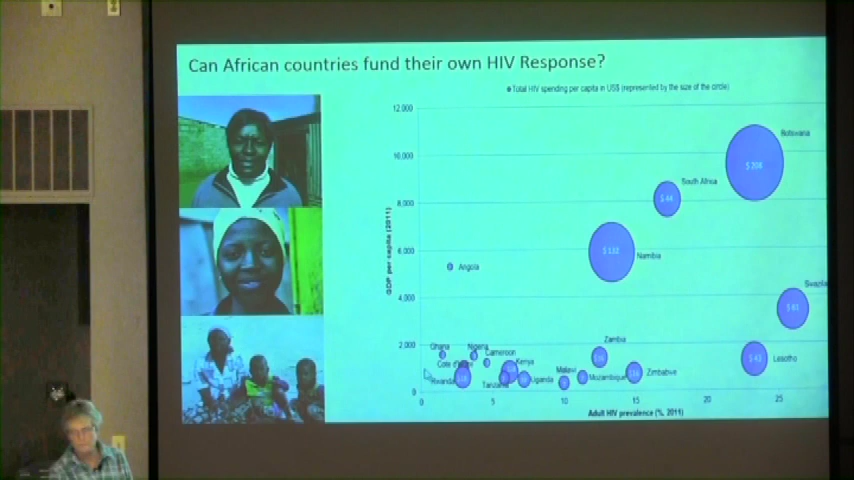 Can African countries fund their own HIV Response?
Total HIV spending per capita in US$ (represented by the size of the circle)
12,000
10,000
8,000
6,000
4,000
2,000
0
GDP per capita (2011)
Botswana
$ 208
South Africa
$ 44
$ 133
Namibia
Angola
Swazila
Zambia
Ghana
Nigeria
Cameroon
Cote d'
Kenya
Lesotho
$ 43
Rwanda
Tanzania
Uganda
Malawi
Mozambique
Zimbabwe
0
5
10
15
20
25
Adult HIV prevalence (%, 2011)